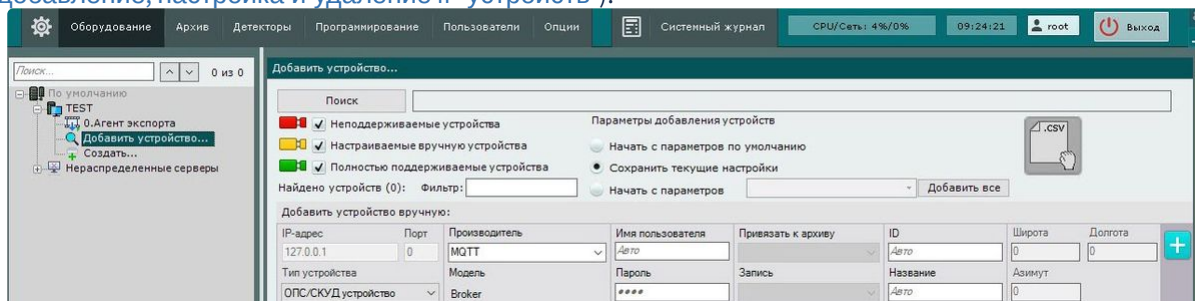 добавление, настройка и удаление IP-устройств").
Оборудование Архив Детекторы Программирование Пользователи Опции Системный журнал CPU/Сеть: 4%/0% 09:24:21 root Выход
Поиск... 0 из 0
По умолчанию
TEST
0.Агент экспорта
Добавить устройство...
Создать...
Нераспределенные серверы
Добавить устройство...
Поиск
Неподдерживаемые устройства
Настраиваемые вручную устройства
Полностью поддерживаемые устройства
Параметры добавления устройств
Начать с параметров по умолчанию
Сохранить текущие настройки
Начать с параметров Добавить все
.CSV
Найдено устройств (0): Фильтр:
Добавить устройство вручную:
IP-адрес Порт Производитель Имя пользователя Привязать к архиву ID Широта Долгота
127.0.0.1 0 MQTT Авто Авто 0 0
Тип устройства Модель Пароль Запись Название Азимут
ОПС/СКУД устройство Broker **** Авто 0